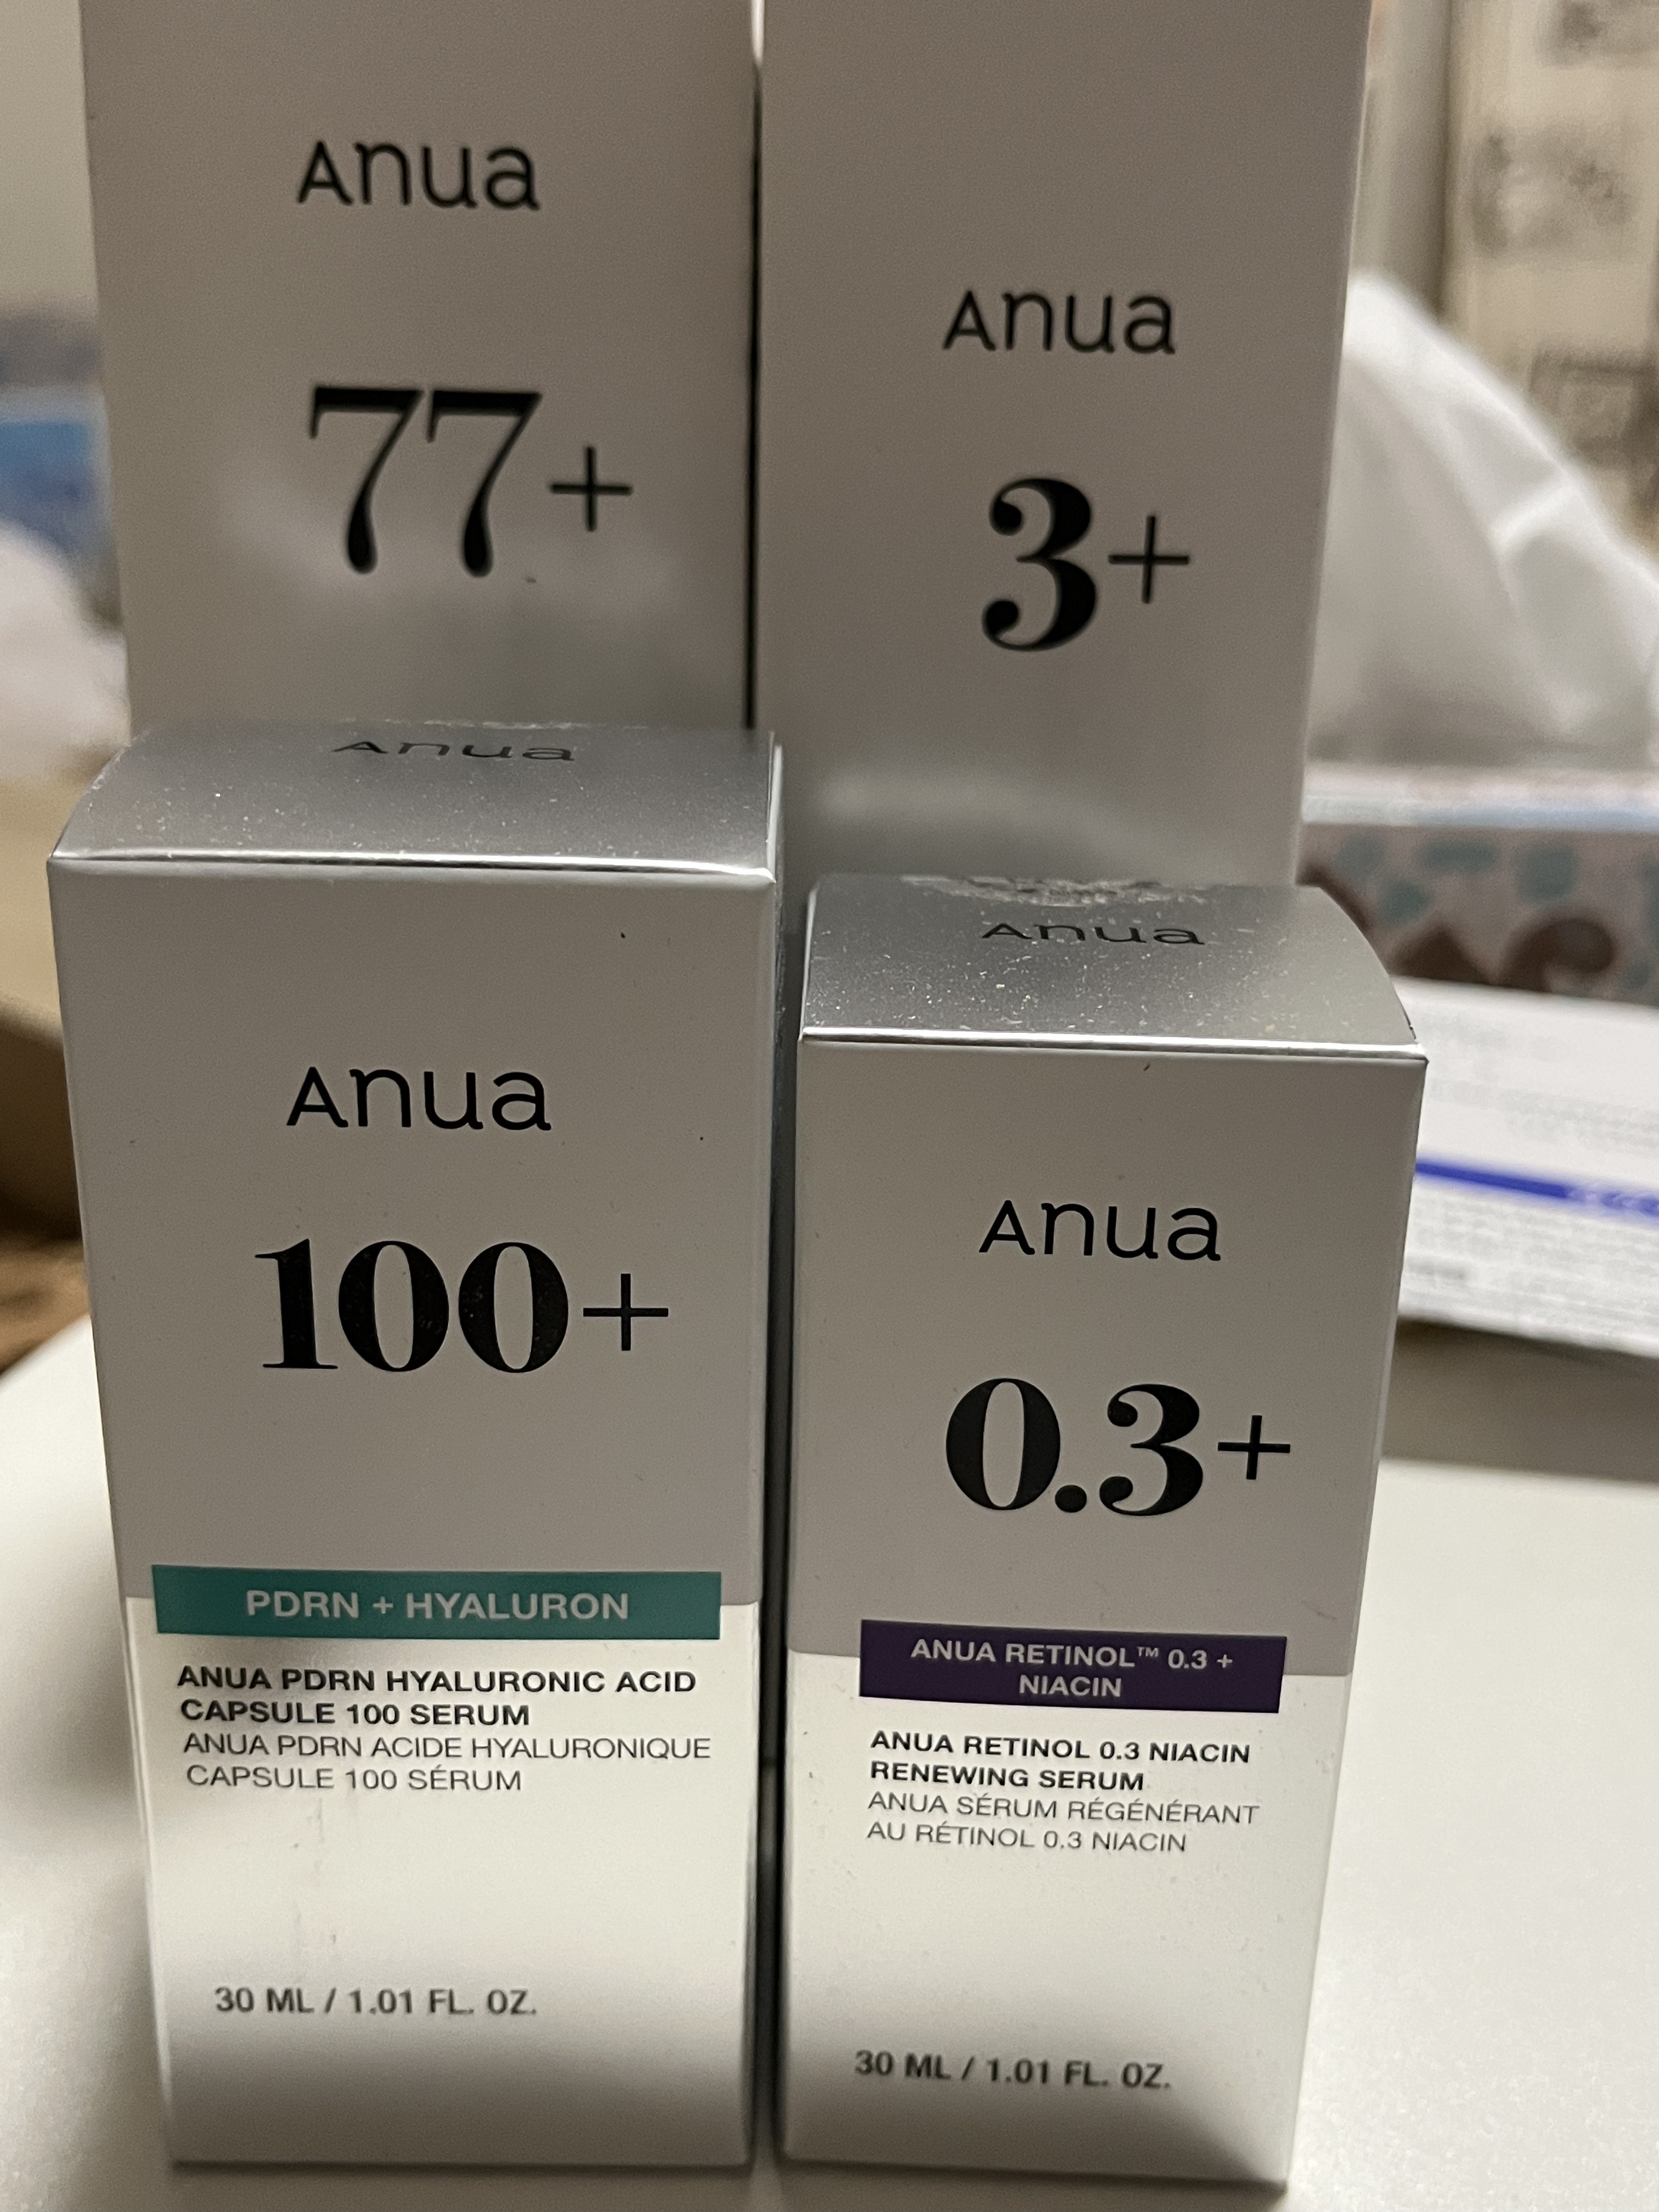 Anua
77+
Anua
3+
Anua
Anua
100+
PDRN + HYALURON
ANUA PDRN HYALURONIC ACID
CAPSULE 100 SERUM
ANUA PDRN ACIDE HYALURONIQUE
CAPSULE 100 SÉRUM
30 ML / 1.01 FL. OZ.
Anua
Anua
0.3+
ANUA RETINOL™ 0.3 +
NIACIN
ANUA RETINOL 0.3 NIACIN
RENEWING SERUM
ANUA SÉRUM RÉGÉNÉRANT
AU RÉTINOL 0.3 NIACIN
30 ML / 1.01 FL. OZ.